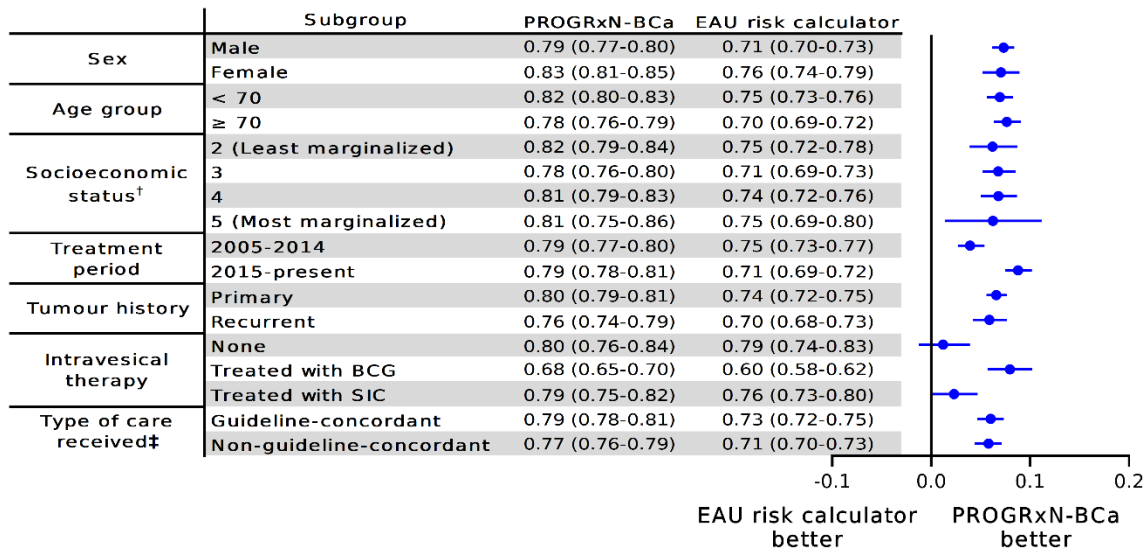 Subgroup PROGRxN-BCa EAU risk calculator
Sex
Male 0.79 (0.77-0.80) 0.71 (0.70-0.73)
Female 0.83 (0.81-0.85) 0.76 (0.74-0.79)
Age group
< 70 0.82 (0.80-0.83) 0.75 (0.73-0.76)
≥ 70 0.78 (0.76-0.79) 0.70 (0.69-0.72)
Socioeconomic
status†
2 (Least marginalized) 0.82 (0.79-0.84) 0.75 (0.72-0.78)
3 0.78 (0.76-0.80) 0.71 (0.69-0.73)
4 0.81 (0.79-0.83) 0.74 (0.72-0.76)
5 (Most marginalized) 0.81 (0.75-0.86) 0.75 (0.69-0.80)
Treatment
period
2005-2014 0.79 (0.77-0.80) 0.75 (0.73-0.77)
2015-present 0.79 (0.78-0.81) 0.71 (0.69-0.72)
Tumour history
Primary 0.80 (0.79-0.81) 0.74 (0.72-0.75)
Recurrent 0.76 (0.74-0.79) 0.70 (0.68-0.73)
Intravesical
therapy
None 0.80 (0.76-0.84) 0.79 (0.74-0.83)
Treated with BCG 0.68 (0.65-0.70) 0.60 (0.58-0.62)
Treated with SIC 0.79 (0.75-0.82) 0.76 (0.73-0.80)
Type of care
received‡
Guideline-concordant 0.79 (0.78-0.81) 0.73 (0.72-0.75)
Non-guideline-concordant 0.77 (0.76-0.79) 0.71 (0.70-0.73)
-0.1 0.0 0.1 0.2
EAU risk calculator
better
PROGRxN-BCa
better